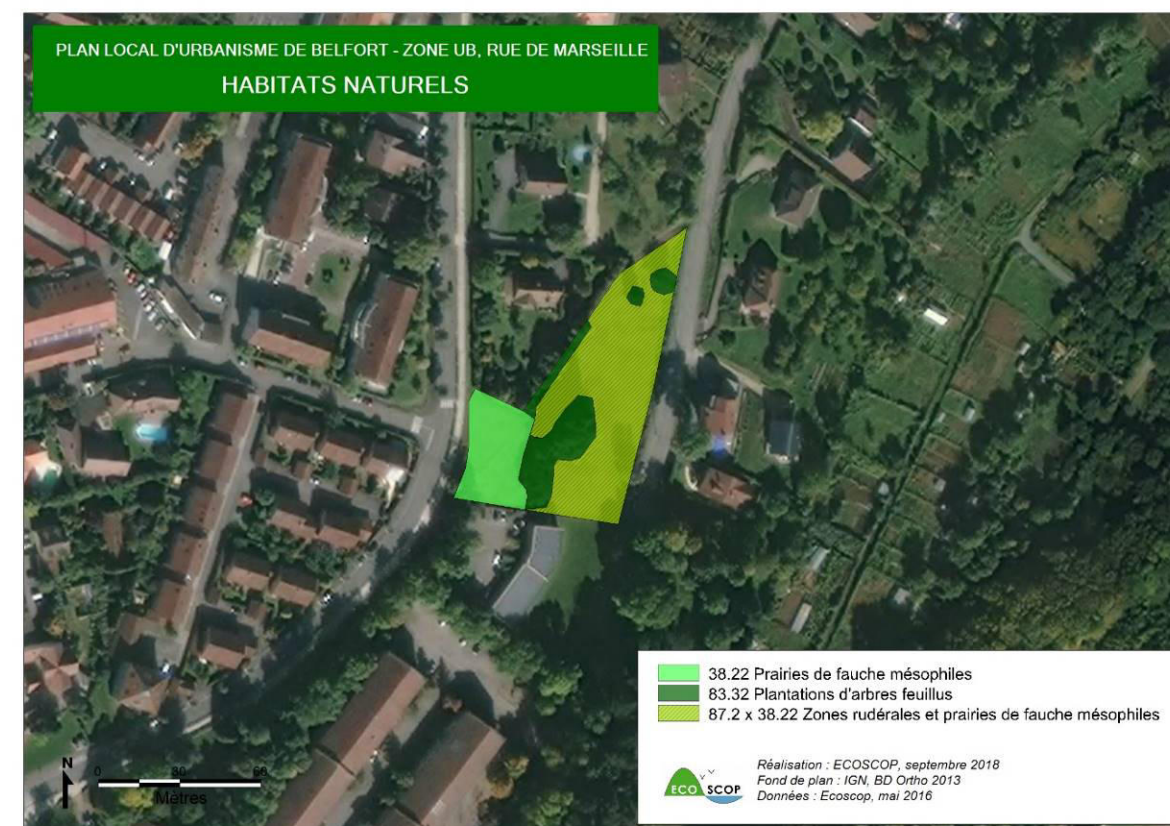 PLAN LOCAL D'URBANISME DE BELFORT - ZONE UB, RUE DE MARSEILLE
HABITATS NATURELS
38.22 Prairies de fauche mésophiles
83.32 Plantations d'arbres feuillus
87.2 x 38.22 Zones rudérales et prairies de fauche mésophiles
N
0 30 60
Mètres
ECO SCOP
Réalisation : ECOSCOP, septembre 2018
Fond de plan : IGN, BD Ortho 2013
Données : Ecoscop, mai 2016